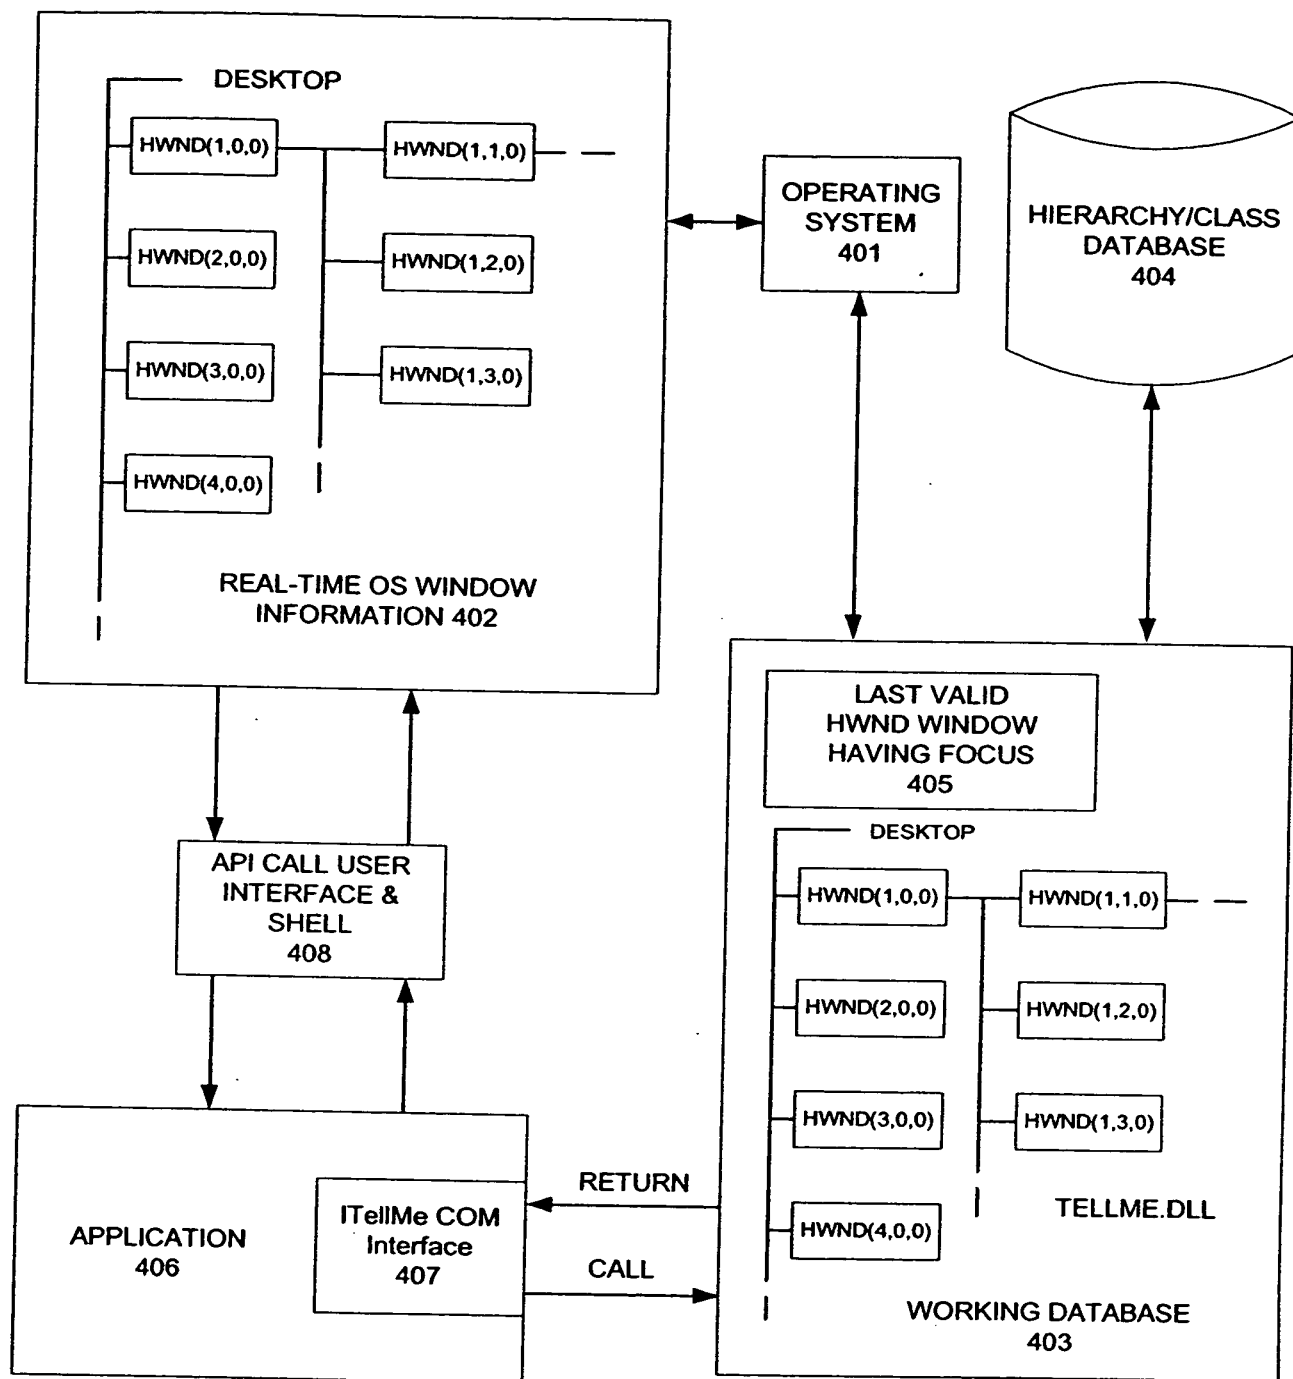 DESKTOP
HWND(1,0,0)
HWND(1,1,0)
HWND(2,0,0)
HWND(1,2,0)
HWND(3,0,0)
HWND(1,3,0)
HWND(4,0,0)
REAL-TIME OS WINDOW
INFORMATION 402
OPERATING
SYSTEM
401
HIERARCHY/CLASS
DATABASE
404
API CALL USER
INTERFACE &
SHELL
408
LAST VALID
HWND WINDOW
HAVING FOCUS
405
DESKTOP
HWND(1,0,0)
HWND(1,1,0)
HWND(2,0,0)
HWND(1,2,0)
HWND(3,0,0)
HWND(1,3,0)
HWND(4,0,0)
TELLME.DLL
WORKING DATABASE
403
APPLICATION
406
ITellMe COM
Interface
407
RETURN
CALL